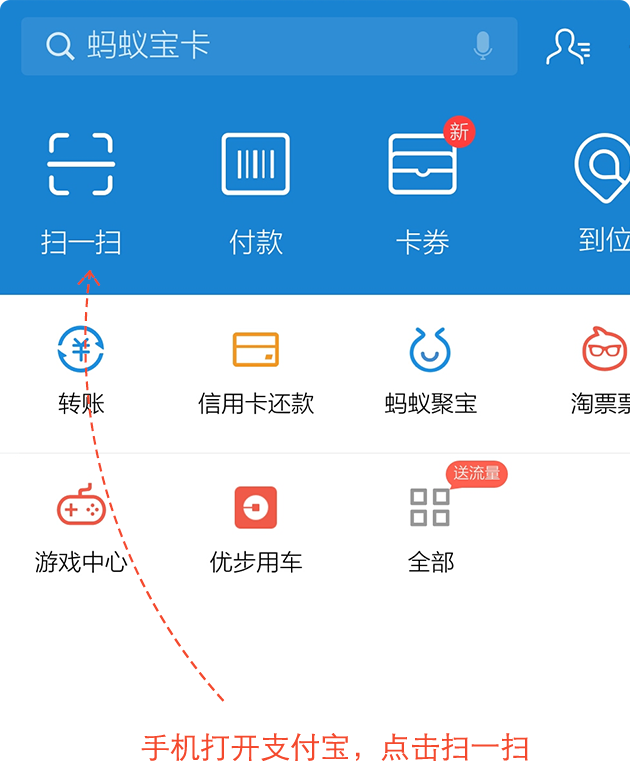 蚂蚁宝卡
新
扫一扫 付款 卡券 到位
转账 信用卡还款 蚂蚁聚宝 淘票票
送流量
游戏中心 优步用车 全部
手机打开支付宝，点击扫一扫